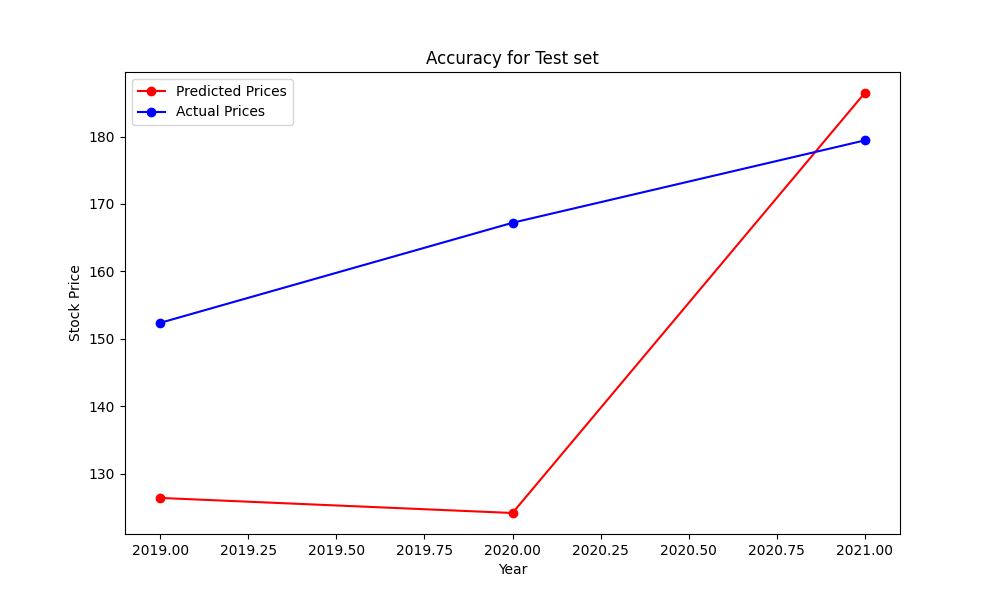 Accuracy for Test set
Predicted Prices
Actual Prices
180
170
160
150
140
130
Stock Price
2019.00 2019.25 2019.50 2019.75 2020.00 2020.25 2020.50 2020.75 2021.00
Year